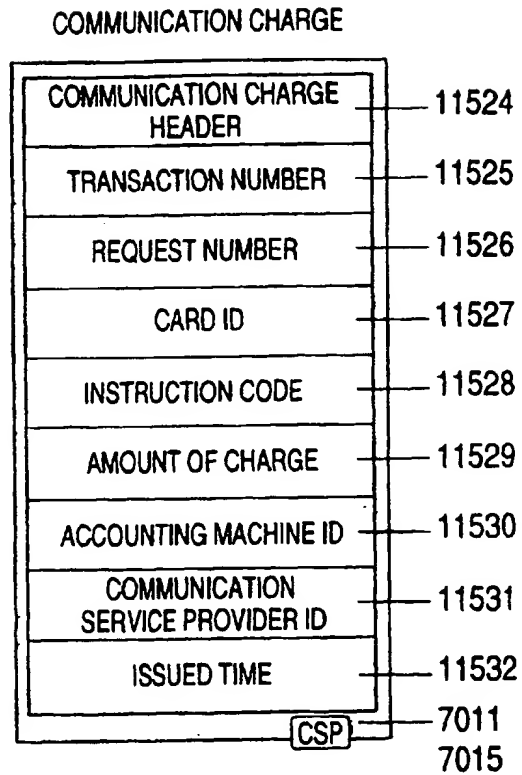 COMMUNICATION CHARGE
COMMUNICATION CHARGE
HEADER
11524
TRANSACTION NUMBER
11525
REQUEST NUMBER
11526
CARD ID
11527
INSTRUCTION CODE
11528
AMOUNT OF CHARGE
11529
ACCOUNTING MACHINE ID
11530
COMMUNICATION
SERVICE PROVIDER ID
11531
ISSUED TIME
11532
CSP
7011
7015